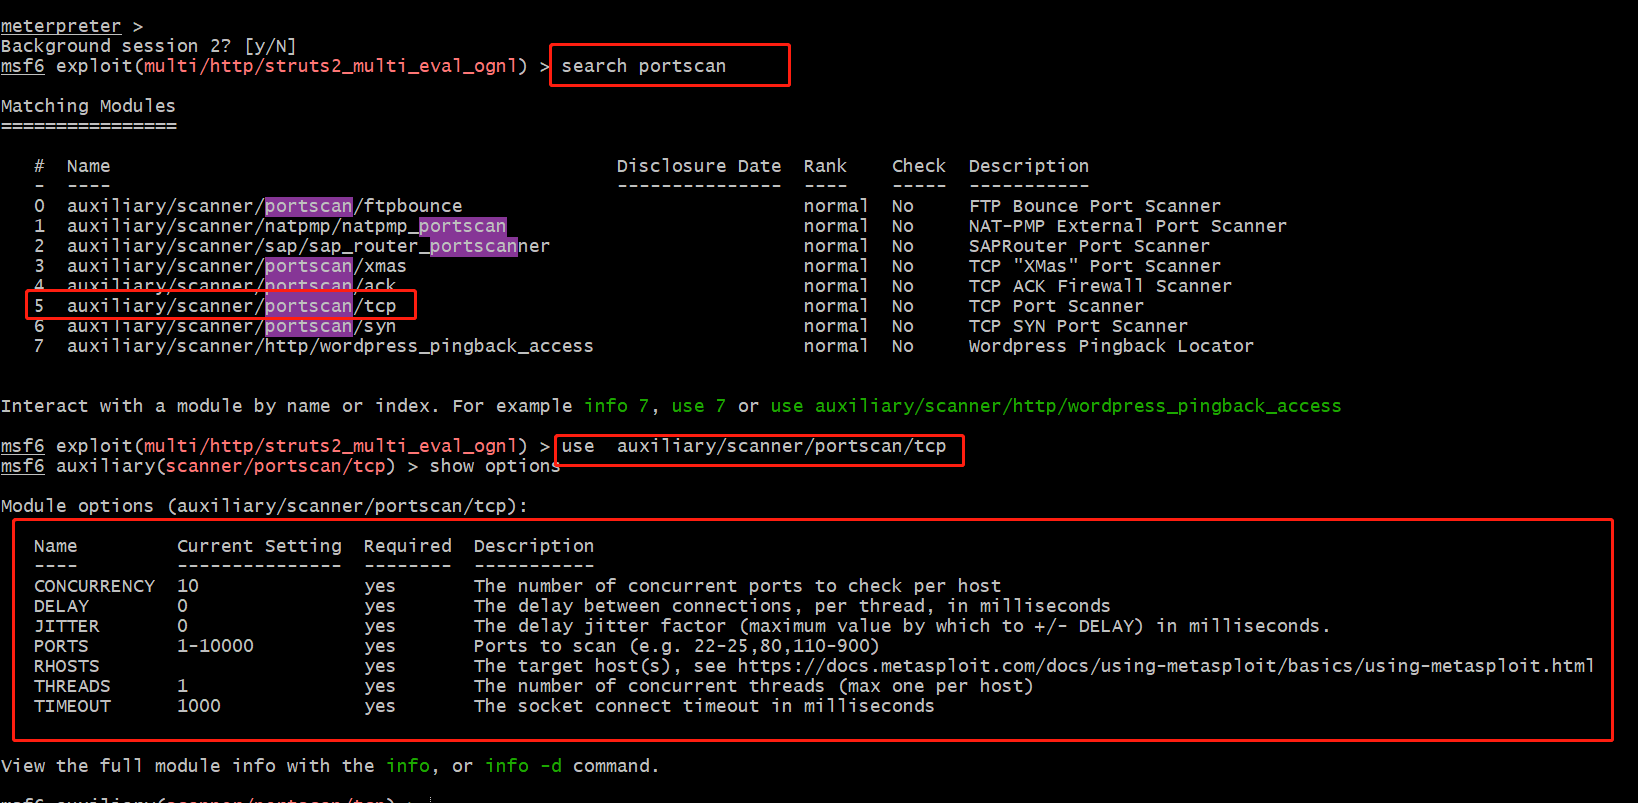 meterpreter >
Background session 2? [y/N]
msf6 exploit(multi/http/struts2_multi_eval_ognl) > search portscan
Matching Modules
================
# Name Disclosure Date Rank Check Description
- ---- --------------- ---- ----- -----------
0 auxiliary/scanner/portscan/ftpbounce normal No FTP Bounce Port Scanner
1 auxiliary/scanner/natpmp/natpmp_portscan normal No NAT-PMP External Port Scanner
2 auxiliary/scanner/sap/sap_router_portscanner normal No SAPRouter Port Scanner
3 auxiliary/scanner/portscan/xmas normal No TCP "XMas" Port Scanner
4 auxiliary/scanner/portscan/ack normal No TCP ACK Firewall Scanner
5 auxiliary/scanner/portscan/tcp normal No TCP Port Scanner
6 auxiliary/scanner/portscan/syn normal No TCP SYN Port Scanner
7 auxiliary/scanner/http/wordpress_pingback_access normal No Wordpress Pingback Locator
Interact with a module by name or index. For example info 7, use 7 or use auxiliary/scanner/http/wordpress_pingback_access
msf6 exploit(multi/http/struts2_multi_eval_ognl) > use  auxiliary/scanner/portscan/tcp
msf6 auxiliary(scanner/portscan/tcp) > show options
Module options (auxiliary/scanner/portscan/tcp):
Name Current Setting Required Description
---- --------------- -------- -----------
CONCURRENCY 10 yes The number of concurrent ports to check per host
DELAY 0 yes The delay between connections, per thread, in milliseconds
JITTER 0 yes The delay jitter factor (maximum value by which to +/- DELAY) in milliseconds.
PORTS 1-10000 yes Ports to scan (e.g. 22-25,80,110-900)
RHOSTS yes The target host(s), see https://docs.metasploit.com/docs/using-metasploit/basics/using-metasploit.html
THREADS 1 yes The number of concurrent threads (max one per host)
TIMEOUT 1000 yes The socket connect timeout in milliseconds
View the full module info with the info, or info -d command.
msf6 auxiliary(scanner/portscan/tcp) >